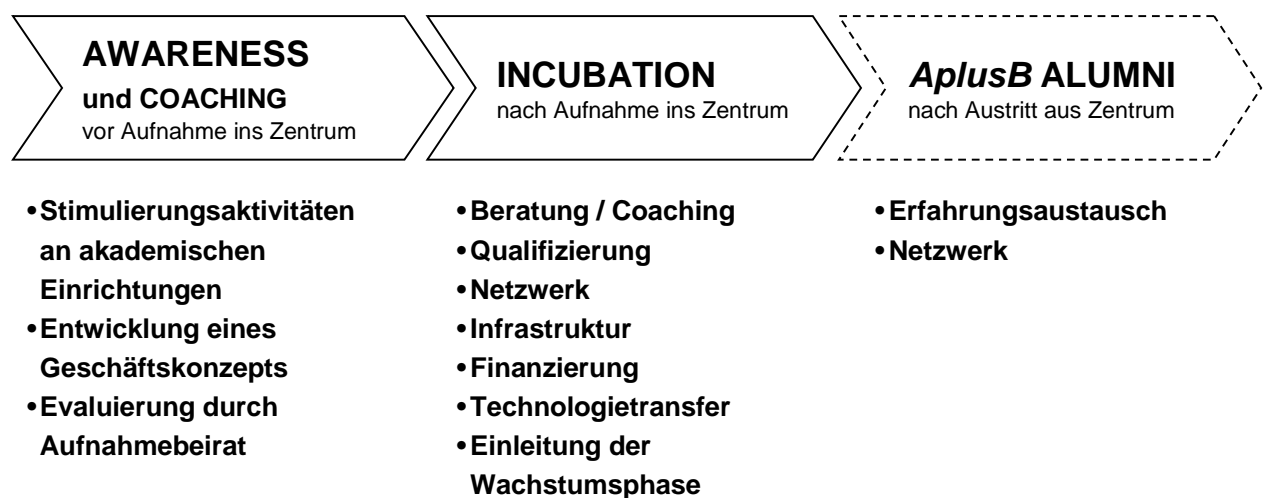 AWARENESS
und COACHING
vor Aufnahme ins Zentrum
INCUBATION
nach Aufnahme ins Zentrum
AplusB ALUMNI
nach Austritt aus Zentrum
•Stimulierungsaktivitäten
an akademischen
Einrichtungen
•Entwicklung eines
Geschäftskonzepts
•Evaluierung durch
Aufnahmebeirat
•Beratung / Coaching
•Qualifizierung
•Netzwerk
•Infrastruktur
•Finanzierung
•Technologietransfer
•Einleitung der
Wachstumsphase
•Erfahrungsaustausch
•Netzwerk